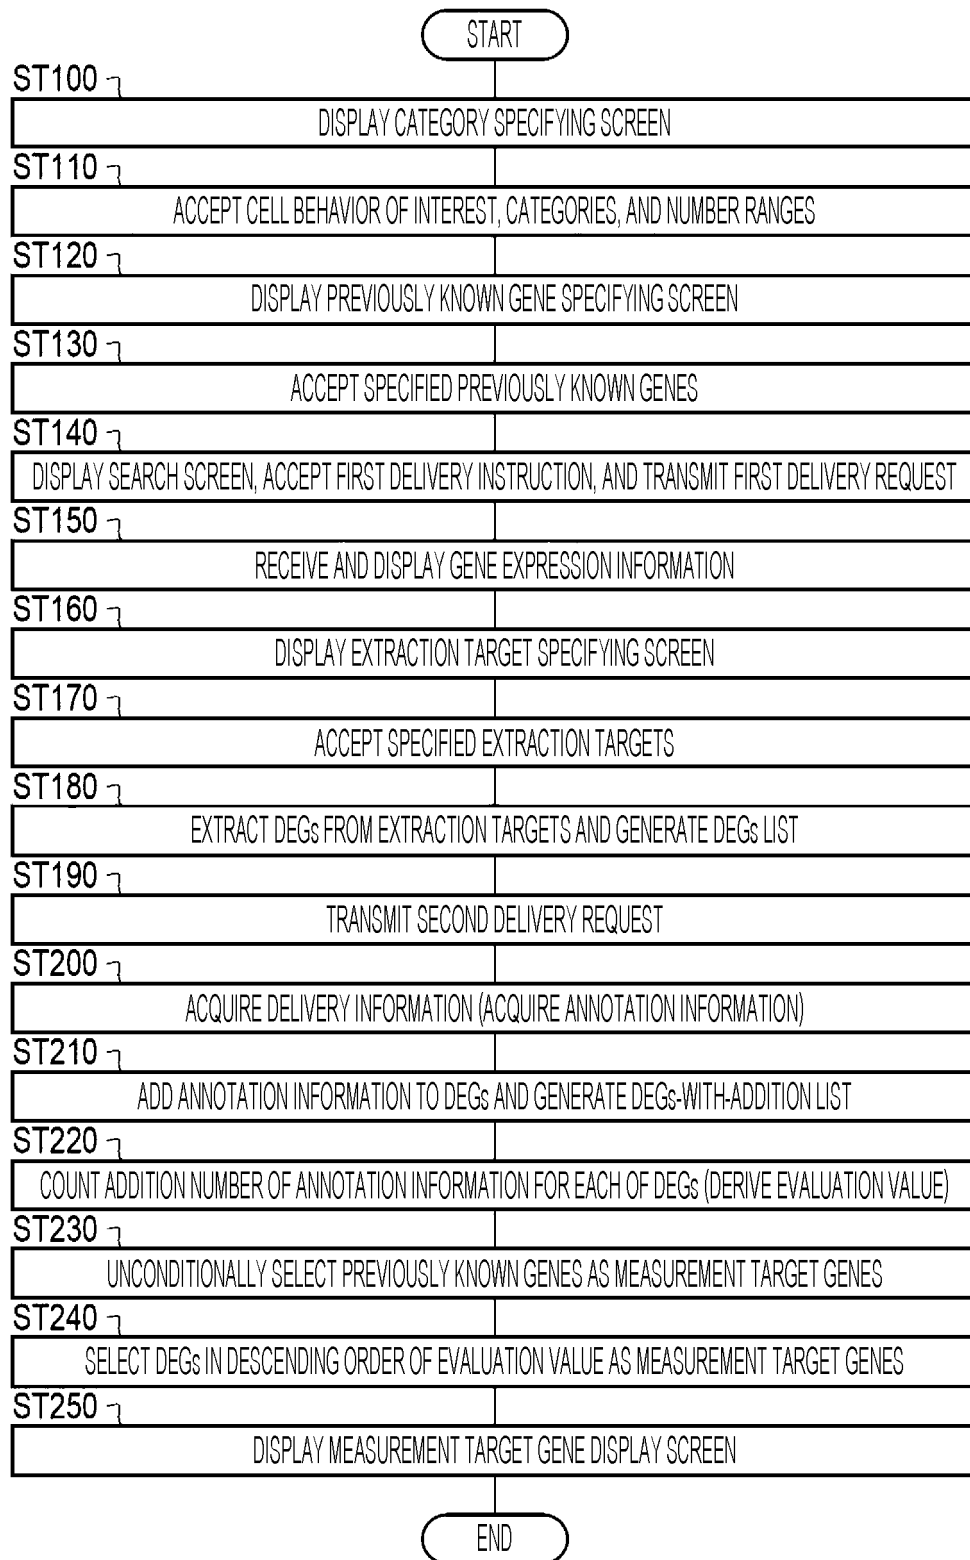 START
ST100
DISPLAY CATEGORY SPECIFYING SCREEN
ST110
ACCEPT CELL BEHAVIOR OF INTEREST, CATEGORIES, AND NUMBER RANGES
ST120
DISPLAY PREVIOUSLY KNOWN GENE SPECIFYING SCREEN
ST130
ACCEPT SPECIFIED PREVIOUSLY KNOWN GENES
ST140
DISPLAY SEARCH SCREEN, ACCEPT FIRST DELIVERY INSTRUCTION, AND TRANSMIT FIRST DELIVERY REQUEST
ST150
RECEIVE AND DISPLAY GENE EXPRESSION INFORMATION
ST160
DISPLAY EXTRACTION TARGET SPECIFYING SCREEN
ST170
ACCEPT SPECIFIED EXTRACTION TARGETS
ST180
EXTRACT DEGs FROM EXTRACTION TARGETS AND GENERATE DEGs LIST
ST190
TRANSMIT SECOND DELIVERY REQUEST
ST200
ACQUIRE DELIVERY INFORMATION (ACQUIRE ANNOTATION INFORMATION)
ST210
ADD ANNOTATION INFORMATION TO DEGs AND GENERATE DEGs-WITH-ADDITION LIST
ST220
COUNT ADDITION NUMBER OF ANNOTATION INFORMATION FOR EACH OF DEGs (DERIVE EVALUATION VALUE)
ST230
UNCONDITIONALLY SELECT PREVIOUSLY KNOWN GENES AS MEASUREMENT TARGET GENES
ST240
SELECT DEGs IN DESCENDING ORDER OF EVALUATION VALUE AS MEASUREMENT TARGET GENES
ST250
DISPLAY MEASUREMENT TARGET GENE DISPLAY SCREEN
END